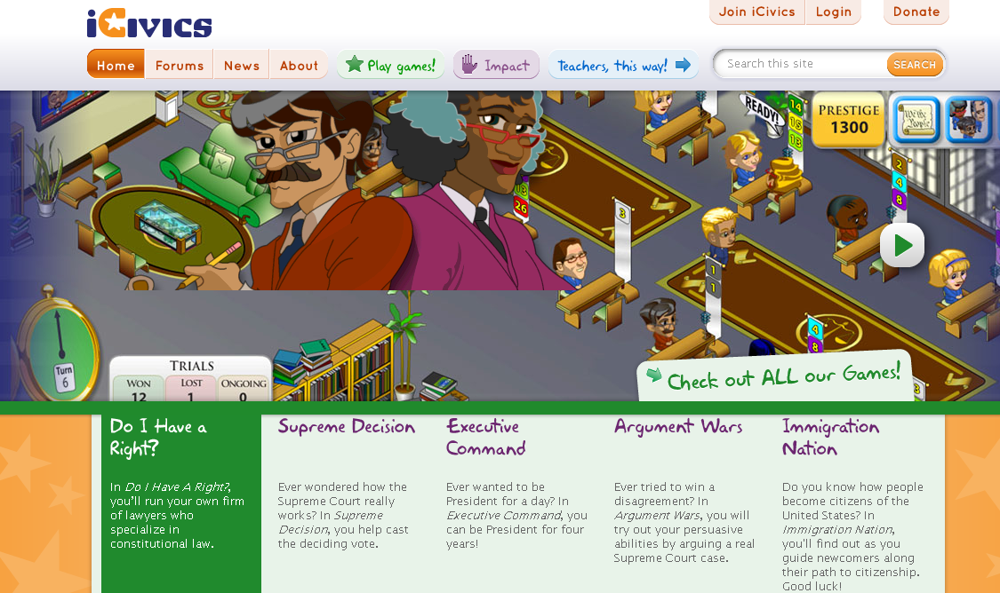 Join iCivics
Login
Donate
iCivics
Home
Forums
News
About
Play games!
Impact
Teachers, this way!
Search this site
SEARCH
READY!
14
15
13
PRESTIGE
1300
We the People
2
4
8
13
26
3
1
1
4
8
Turn
6
TRIALS
WON
12
LOST
1
ONGOING
0
Check out ALL our Games!
Do I Have a
Right?
In Do I Have A Right?,
you'll run your own firm
of lawyers who
specialize in
constitutional law.
Supreme Decision
Ever wondered how the
Supreme Court really
works? In Supreme
Decision, you help cast
the deciding vote.
Executive
Command
Ever wanted to be
President for a day? In
Executive Command, you
can be President for four
years!
Argument Wars
Ever tried to win a
disagreement? In
Argument Wars, you will
try out your persuasive
abilities by arguing a real
Supreme Court case.
Immigration
Nation
Do you know how people
become citizens of the
United States? In
Immigration Nation,
you'll find out as you
guide newcomers along
their path to citizenship.
Good luck!